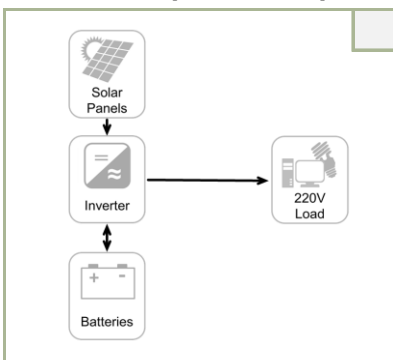 Solar
Panels
Inverter
220V
Load
+ -
Batteries